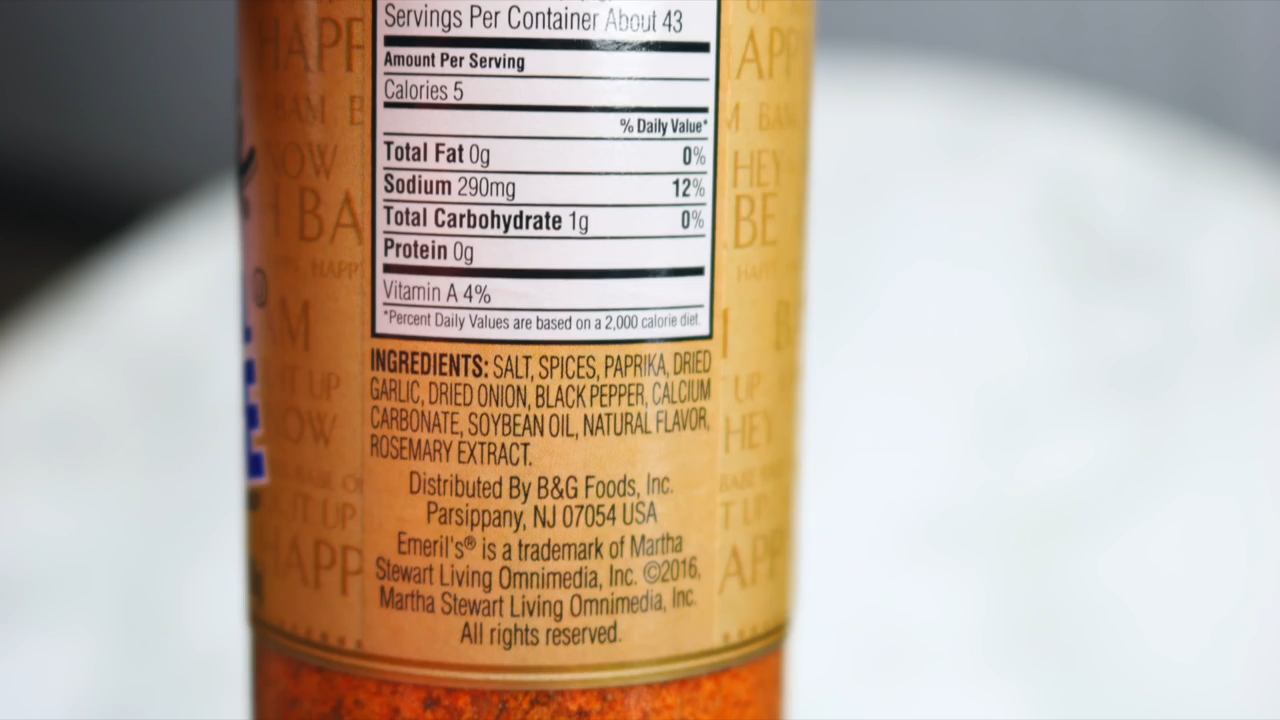 Servings Per Container About 43
Amount Per Serving
Calories 5
% Daily Value*
Total Fat 0g 0%
Sodium 290mg 12%
Total Carbohydrate 1g 0%
Protein 0g
Vitamin A 4%
*Percent Daily Values are based on a 2,000 calorie diet.
INGREDIENTS: SALT, SPICES, PAPRIKA, DRIED
GARLIC, DRIED ONION, BLACK PEPPER, CALCIUM
CARBONATE, SOYBEAN OIL, NATURAL FLAVOR,
ROSEMARY EXTRACT.
Distributed By B&G Foods, Inc.
Parsippany, NJ 07054 USA
Emeril's® is a trademark of Martha
Stewart Living Omnimedia, Inc. ©2016,
Martha Stewart Living Omnimedia, Inc.
All rights reserved.